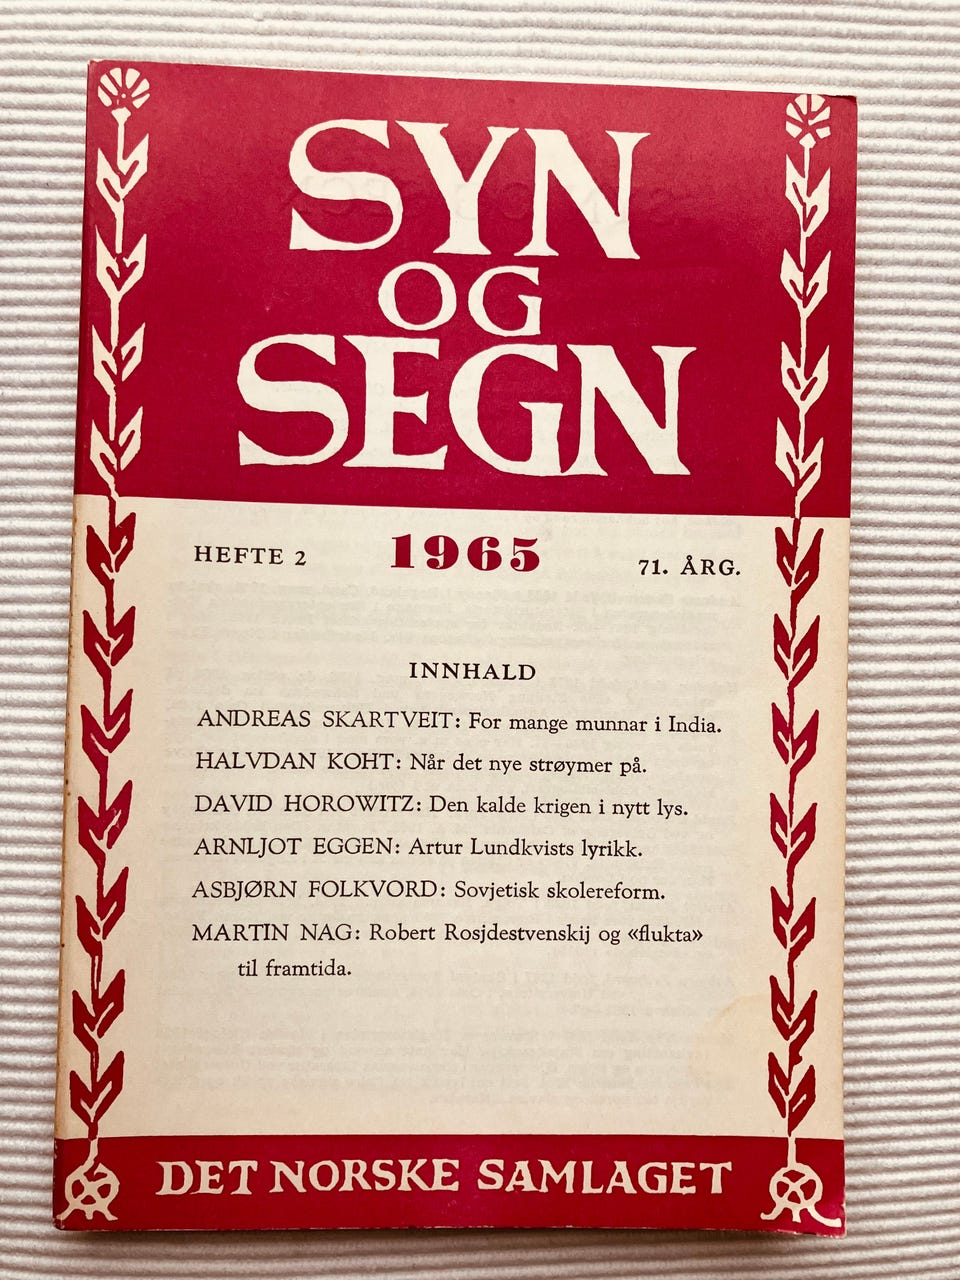 SYN
OG
SEGN
HEFTE 2 1965 71. ÅRG.
INNHALD
ANDREAS SKARTVEIT: For mange munnar i India.
HALVDAN KOHT: Når det nye strøymer på.
DAVID HOROWITZ: Den kalde krigen i nytt lys.
ARNLJOT EGGEN: Artur Lundkvists lyrikk.
ASBJØRN FOLKVORD: Sovjetisk skolereform.
MARTIN NAG: Robert Rosjdestvenskij og «flukta»
til framtida.
DET NORSKE SAMLAGET